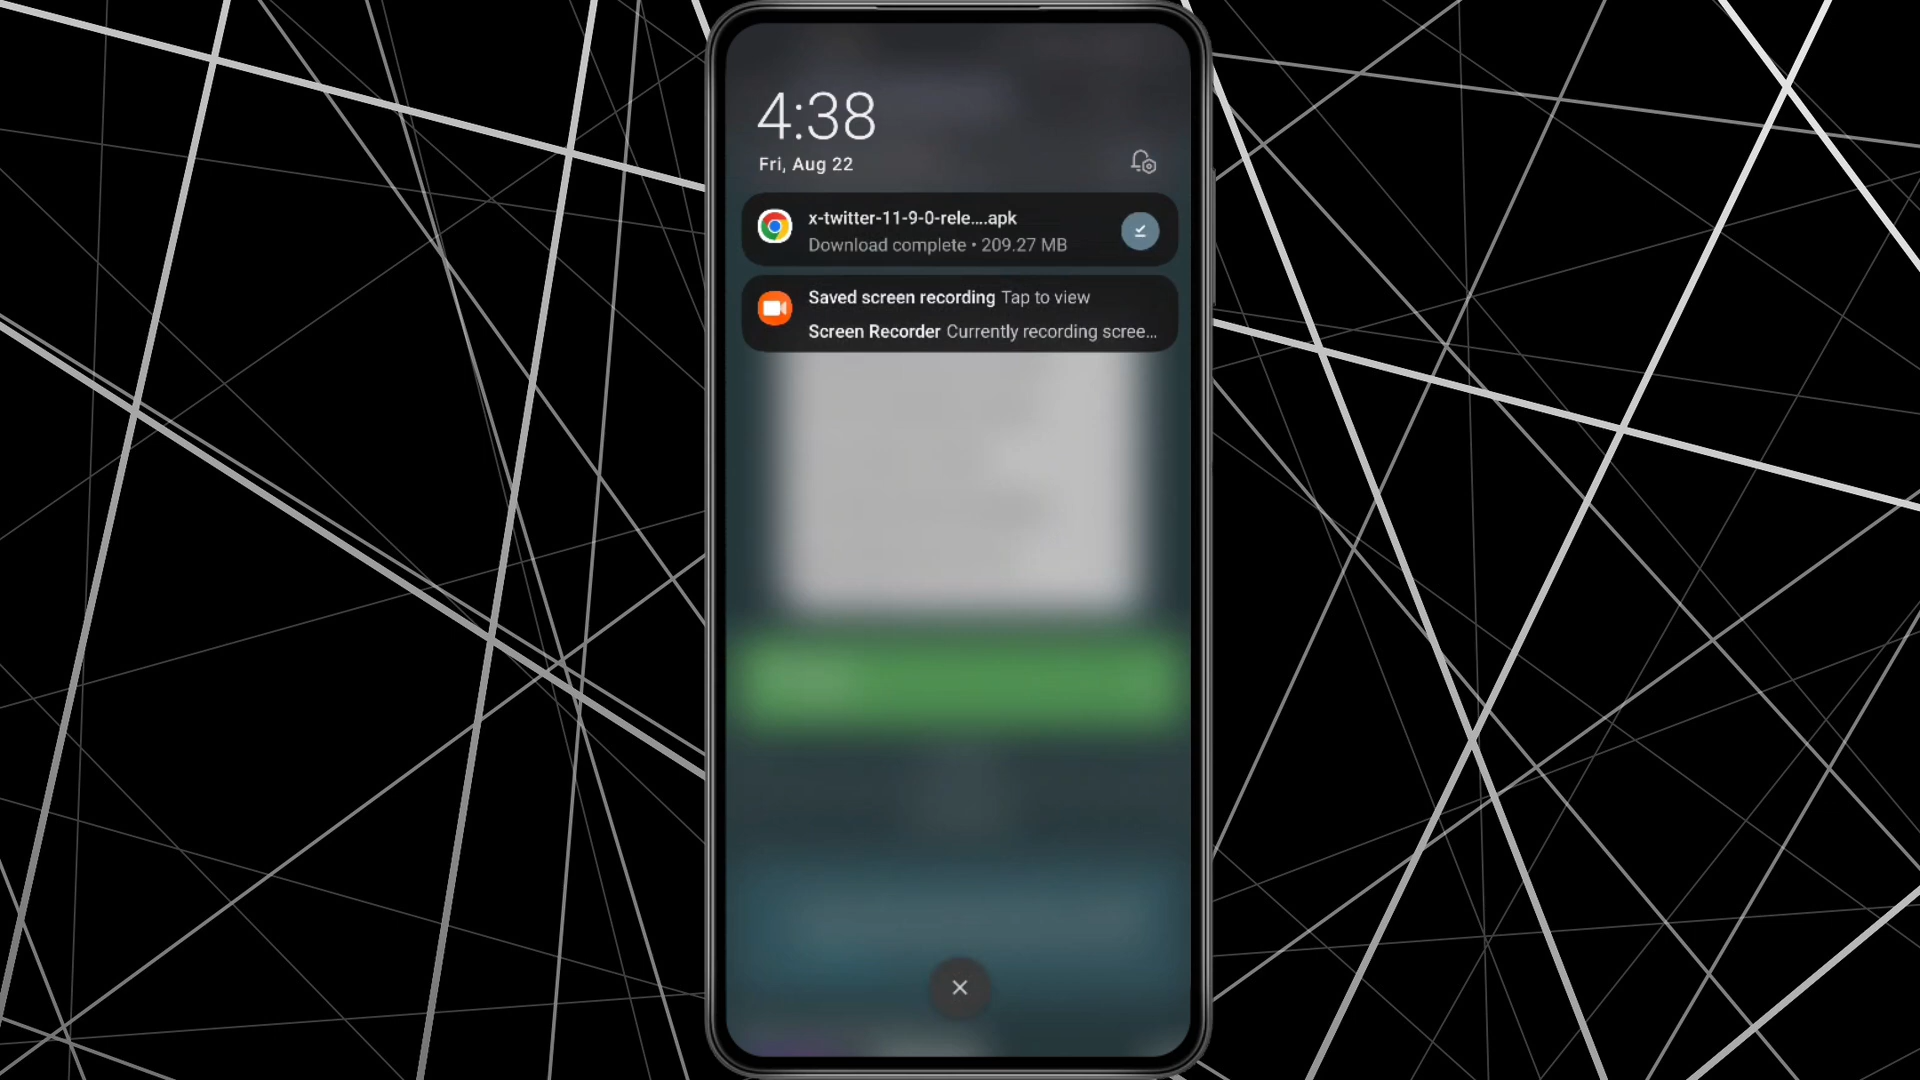 4:38
Fri, Aug 22
x-twitter-11-9-0-rele....apk
Download complete • 209.27 MB
Saved screen recording Tap to view
Screen Recorder Currently recording scree...